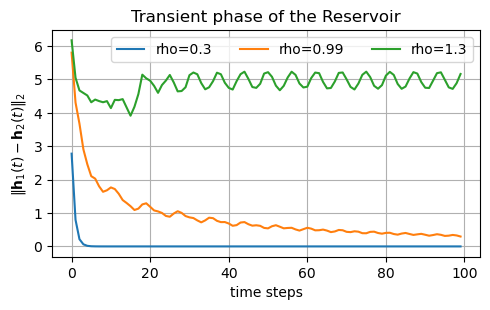 Transient phase of the Reservoir
rho=0.3 rho=0.99 rho=1.3
‖h₁(t) − h₂(t)‖₂
6
5
4
3
2
1
0
0 20 40 60 80 100
time steps